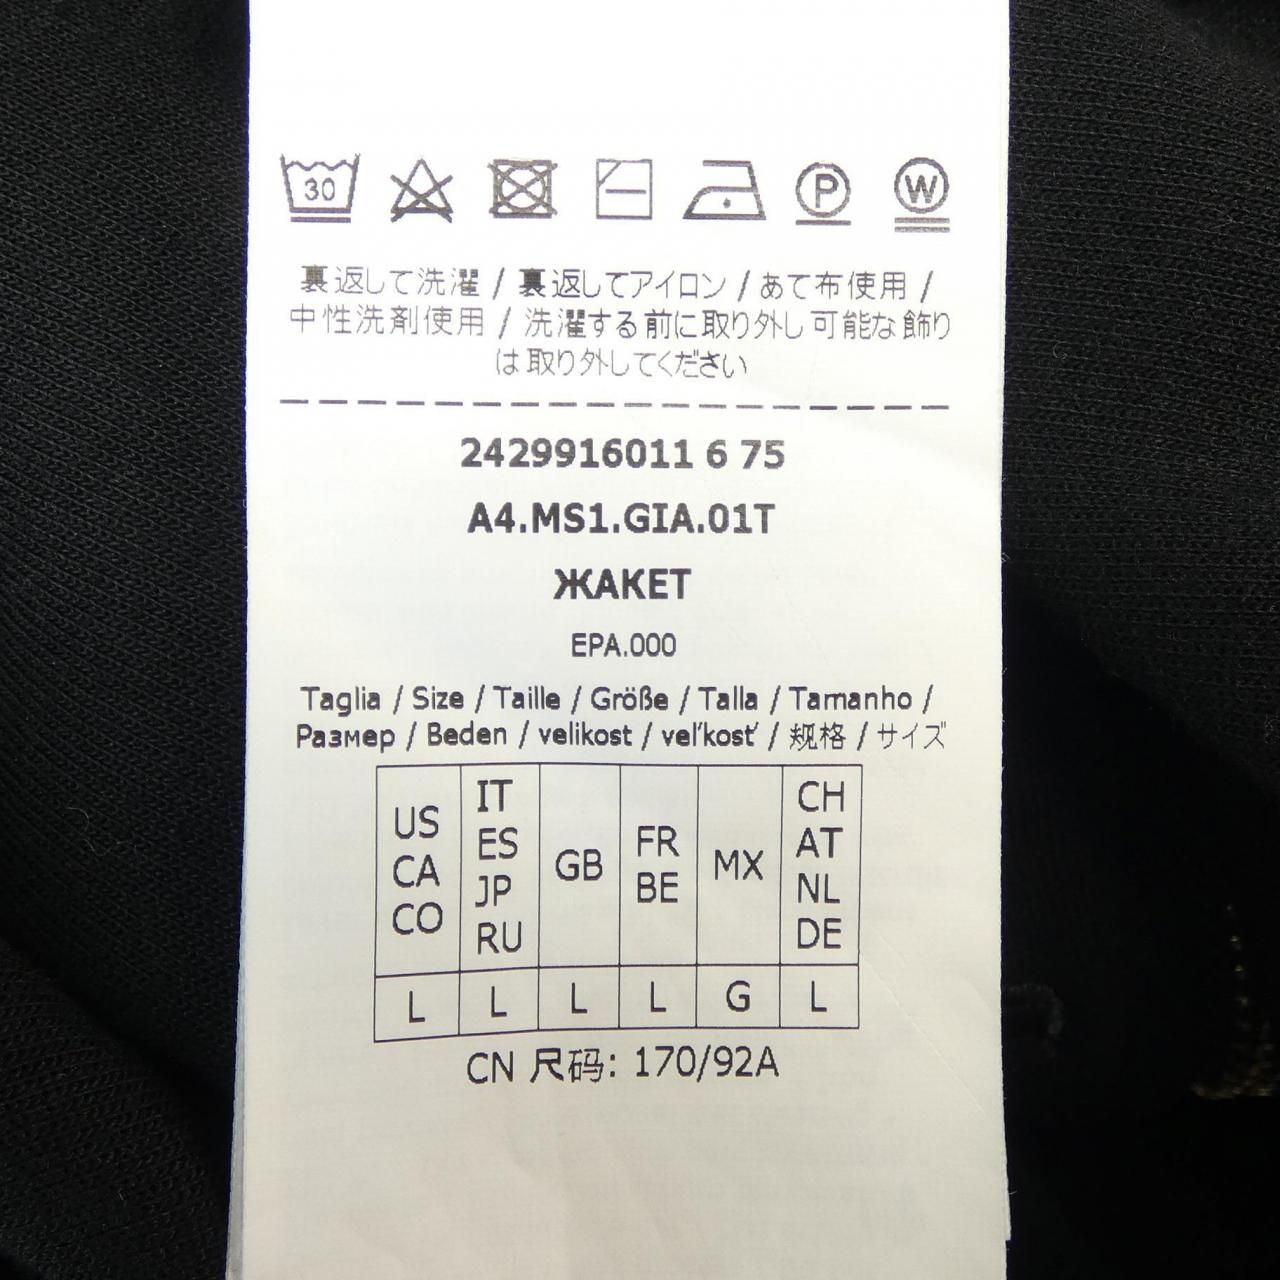 30 P W
裏返して洗濯 / 裏返してアイロン / あて布使用 /
中性洗剤使用 / 洗濯する前に取り外し可能な飾り
は取り外してください
2429916011 6 75
A4.MS1.GIA.01T
ЖАКЕТ
EPA.000
Taglia / Size / Taille / Größe / Talla / Tamanho /
Размер / Beden / velikost / veľkosť / 规格 / サイズ
US CA CO
IT ES JP RU
GB
FR BE
MX
CH AT NL DE
L L L L G L
CN 尺码: 170/92A